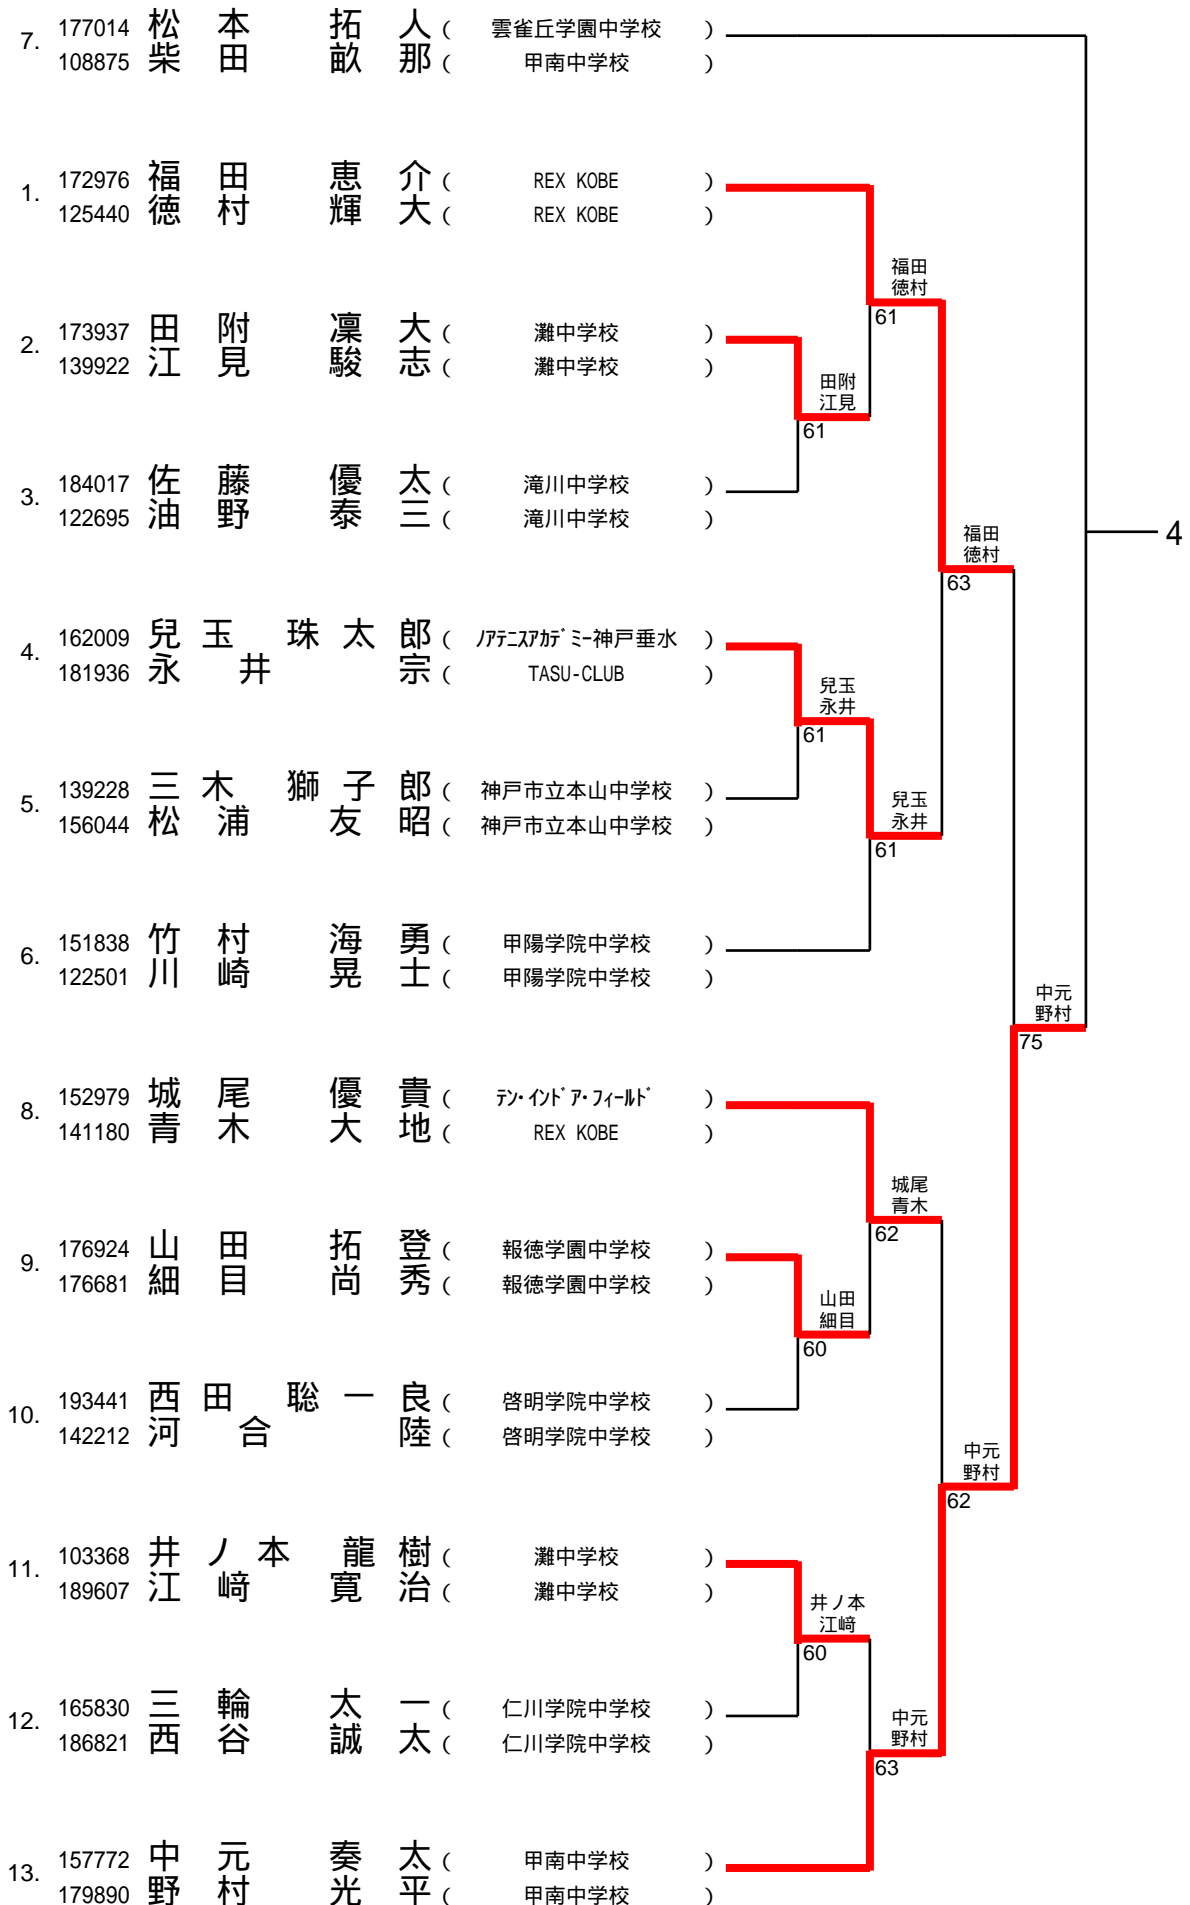 7. 177014 松本 拓人 ( 雲雀丘学園中学校 )
108875 柴田 畝那 ( 甲南中学校 )
1. 172976 福田 恵介 ( REX KOBE )
125440 徳村 輝大 ( REX KOBE )
福田
徳村
61
2. 173937 田附 凜大 ( 灘中学校 )
139922 江見 駿志 ( 灘中学校 )
田附
江見
61
3. 184017 佐藤 優太 ( 滝川中学校 )
122695 油野 泰三 ( 滝川中学校 )
4
福田
徳村
63
4. 162009 兒玉 珠太郎 ( ﾉｱﾃﾆｽｱｶﾃﾞﾐｰ神戸垂水 )
181936 永井 宗 ( TASU-CLUB )
兒玉
永井
61
5. 139228 三木 獅子郎 ( 神戸市立本山中学校 )
156044 松浦 友昭 ( 神戸市立本山中学校 )
兒玉
永井
61
6. 151838 竹村 海勇 ( 甲陽学院中学校 )
122501 川崎 晃士 ( 甲陽学院中学校 )
中元
野村
75
8. 152979 城尾 優貴 ( ﾃﾝ･ｲﾝﾄﾞｱ･ﾌｨｰﾙﾄﾞ )
141180 青木 大地 ( REX KOBE )
城尾
青木
62
9. 176924 山田 拓登 ( 報徳学園中学校 )
176681 細目 尚秀 ( 報徳学園中学校 )
山田
細目
60
10. 193441 西田 聡一良 ( 啓明学院中学校 )
142212 河合 陸 ( 啓明学院中学校 )
中元
野村
62
11. 103368 井ノ本 龍樹 ( 灘中学校 )
189607 江﨑 寛治 ( 灘中学校 )
井ノ本
江﨑
60
12. 165830 三輪 太一 ( 仁川学院中学校 )
186821 西谷 誠太 ( 仁川学院中学校 )
中元
野村
63
13. 157772 中元 奏太 ( 甲南中学校 )
179890 野村 光平 ( 甲南中学校 )